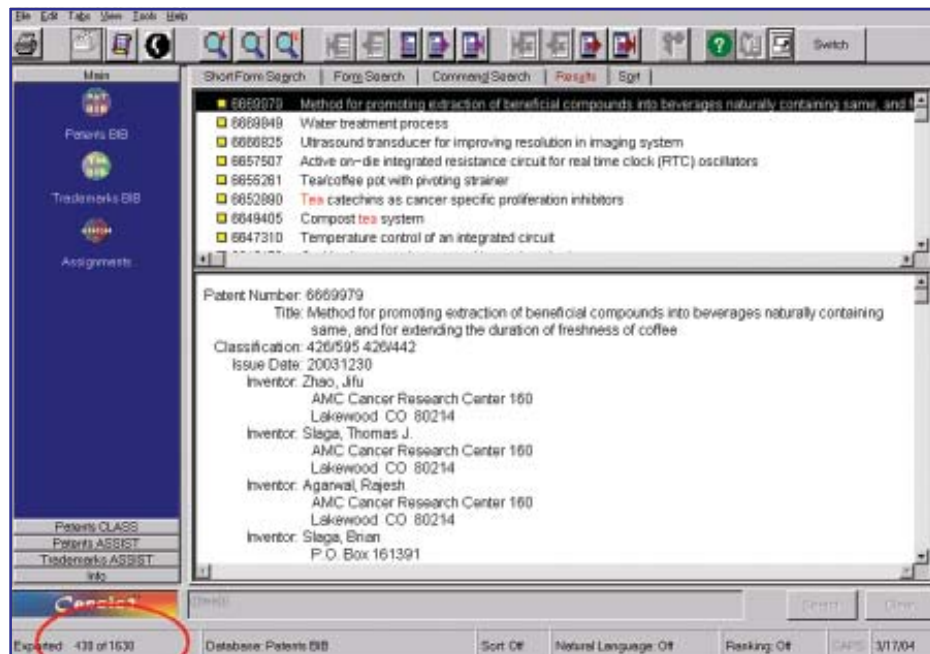 File Edit Tabs View Tools Help
Switch
Main
Patents BIB
Trademarks BIB
Assignments
Patents CLASS
Patents ASSIST
Trademarks ASSIST
Info
Short Form Search Form Search Command Search Results Sort
6669979 Method for promoting extraction of beneficial compounds into beverages naturally containing same, and f
6669849 Water treatment process
6666825 Ultrasound transducer for improving resolution in imaging system
6657507 Active on-die integrated resistance circuit for real time clock (RTC) oscillators
6655261 Tea/coffee pot with pivoting strainer
6652890 Tea catechins as cancer specific proliferation inhibitors
6649405 Compost tea system
6647310 Temperature control of an integrated circuit
Patent Number: 6669979
Title: Method for promoting extraction of beneficial compounds into beverages naturally containing
same, and for extending the duration of freshness of coffee
Classification: 426/595 426/442
Issue Date: 20031230
Inventor: Zhao, Jifu
AMC Cancer Research Center 160
Lakewood CO 80214
Inventor: Slaga, Thomas J.
AMC Cancer Research Center 160
Lakewood CO 80214
Inventor: Agarwal, Rajesh
AMC Cancer Research Center 160
Lakewood CO 80214
Inventor: Slaga, Brian
P.O. Box 161391
Search Clear
Exported 430 of 1630 Database: Patents BIB Sort Off Natural Language: Off Ranking: Off CAPS 3/17/04